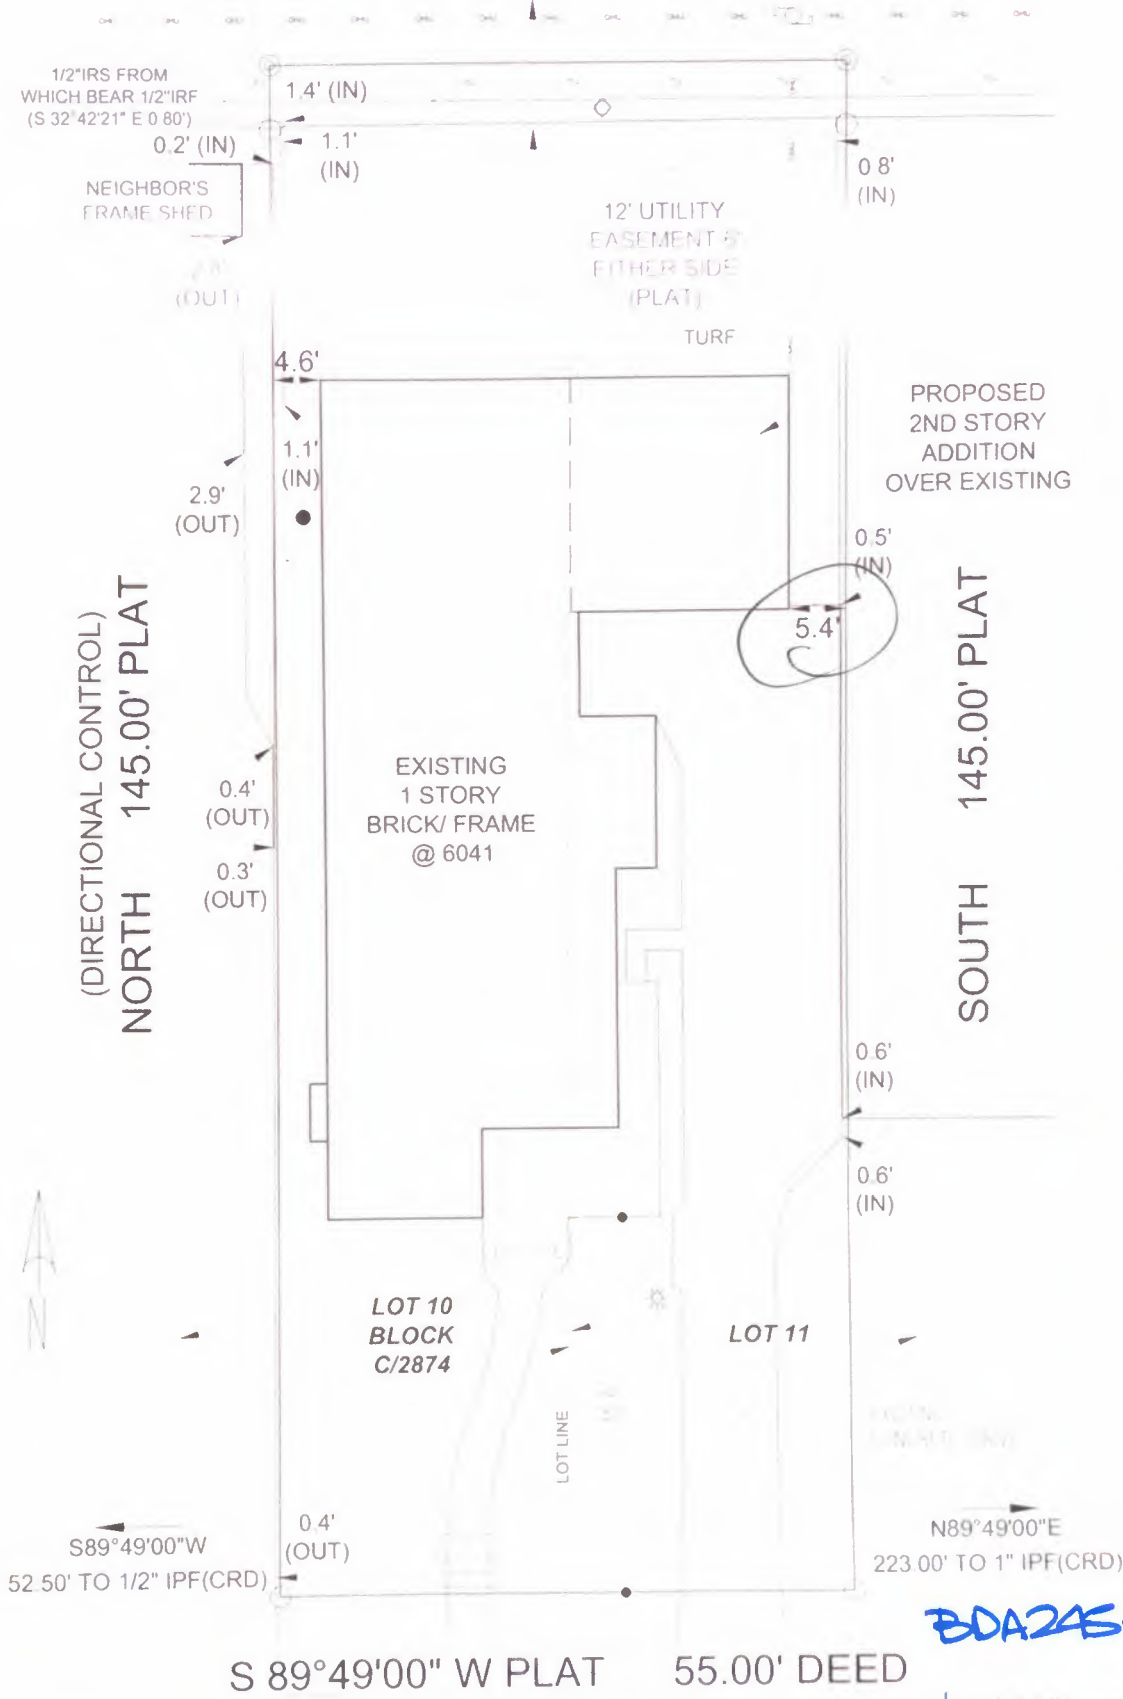 1/2"IRS FROM
WHICH BEAR 1/2"IRF
(S 32°42'21" E 0 80')
1.4' (IN)
0.2' (IN)
1.1'
(IN)
0 8'
(IN)
NEIGHBOR'S
FRAME SHED
2.8'
(OUT)
12' UTILITY
EASEMENT 6'
EITHER SIDE
(PLAT)
TURF
4.6'
1.1'
(IN)
2.9'
(OUT)
PROPOSED
2ND STORY
ADDITION
OVER EXISTING
0.5'
(IN)
5.4'
(DIRECTIONAL CONTROL)
NORTH 145.00' PLAT
SOUTH 145.00' PLAT
EXISTING
1 STORY
BRICK/ FRAME
@ 6041
0.4'
(OUT)
0.3'
(OUT)
0.6'
(IN)
0.6'
(IN)
N
LOT 10
BLOCK
C/2874
LOT 11
LOT LINE
0.4'
(OUT)
S89°49'00"W
52.50' TO 1/2" IPF(CRD)
N89°49'00"E
223.00' TO 1" IPF(CRD)
BDA245-
S 89°49'00" W PLAT 55.00' DEED